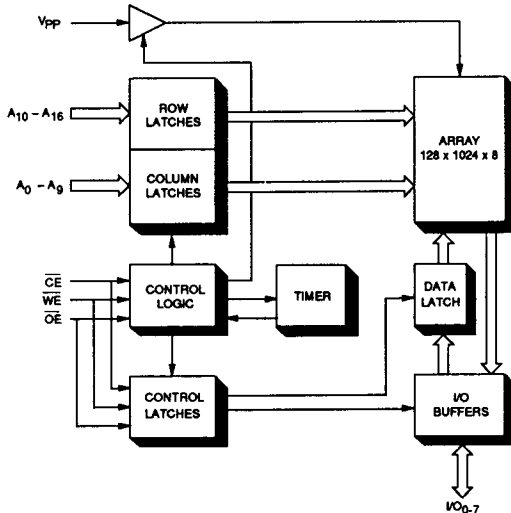 VPP
A10 – A16
ROW
LATCHES
A0 – A9
COLUMN
LATCHES
ARRAY
128 x 1024 x 8
CE
WE
OE
CONTROL
LOGIC
TIMER
DATA
LATCH
CONTROL
LATCHES
I/O
BUFFERS
I/O0-7